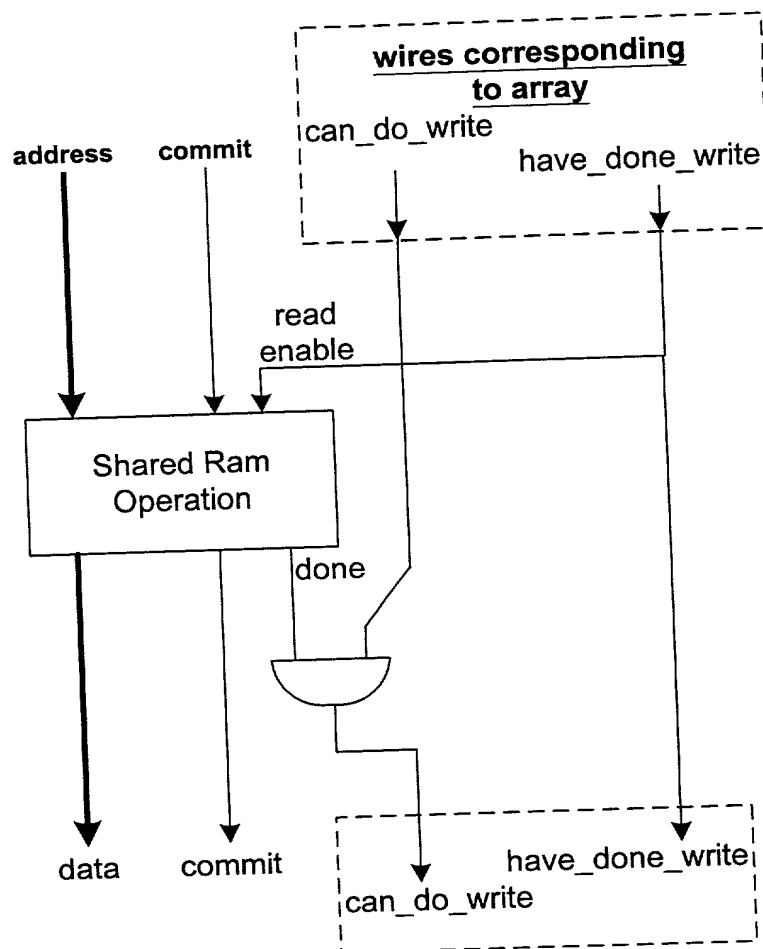 wires corresponding
to array
can_do_write
have_done_write
address
commit
read
enable
Shared Ram
Operation
done
data
commit
can_do_write
have_done_write